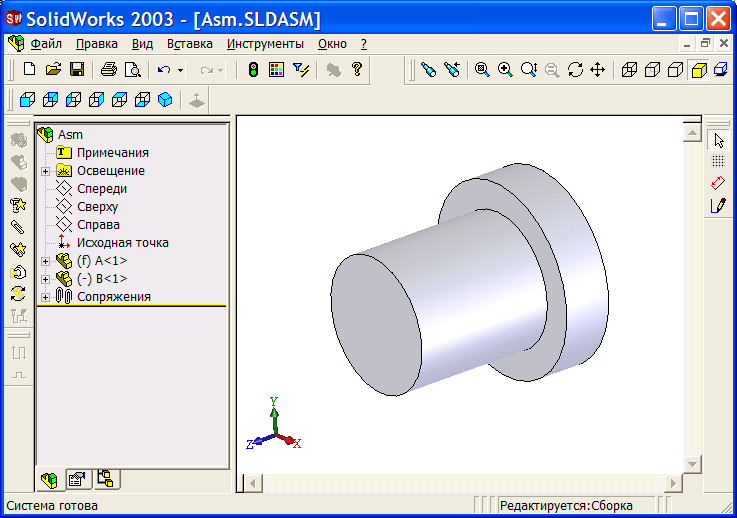 SolidWorks 2003 - [Asm.SLDASM]
Файл Правка Вид Вставка Инструменты Окно ?
Asm
Примечания
Освещение
Спереди
Сверху
Справа
Исходная точка
(f) A<1>
(-) B<1>
Сопряжения
Y
Z X
Система готова Редактируется:Сборка